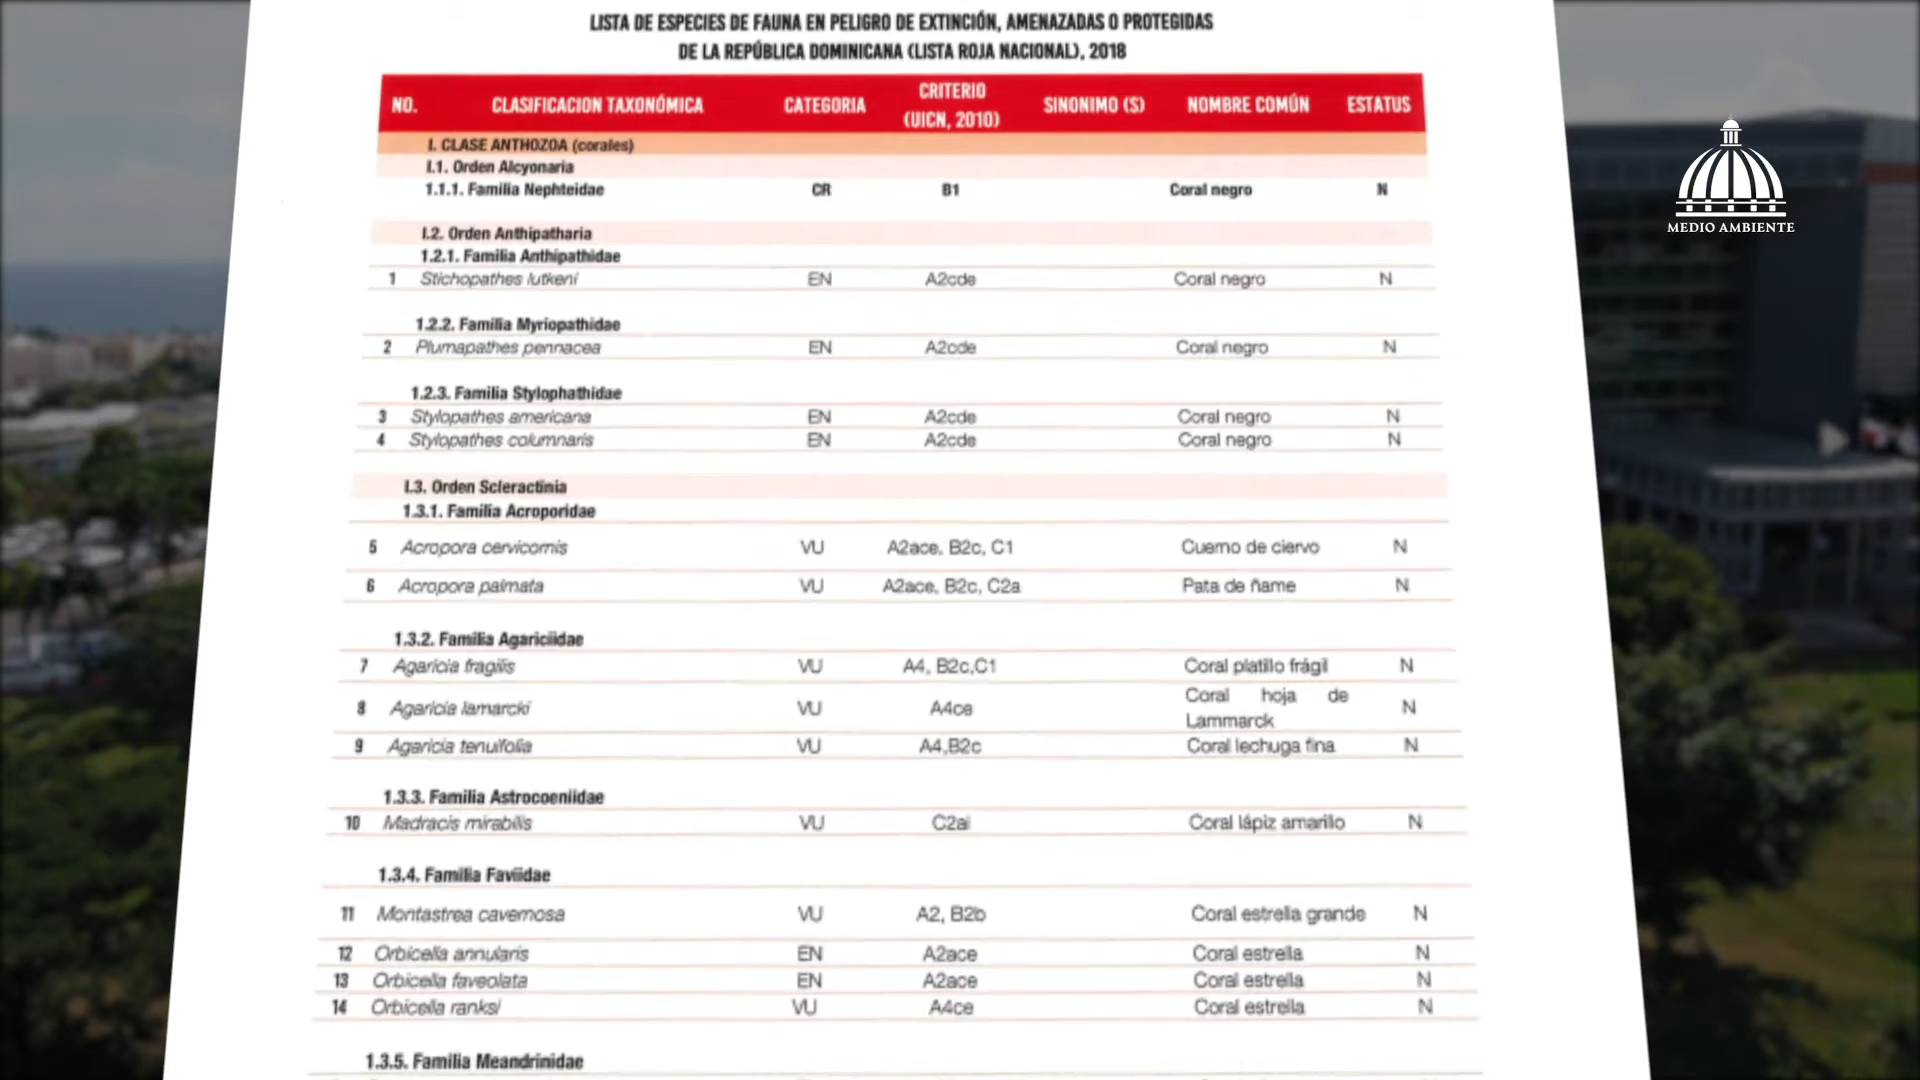 LISTA DE ESPECIES DE FAUNA EN PELIGRO DE EXTINCIÓN, AMENAZADAS O PROTEGIDAS
DE LA REPÚBLICA DOMINICANA (LISTA ROJA NACIONAL), 2018
NO. CLASIFICACION TAXONÓMICA CATEGORIA CRITERIO (UICN, 2010) SINONIMO (S) NOMBRE COMÚN ESTATUS
I. CLASE ANTHOZOA (corales)
I.1. Orden Alcyonaria
1.1.1. Familia Nephteidae CR B1 Coral negro N
I.2. Orden Anthipatharia
1.2.1. Familia Anthipathidae
1 Stichopathes lutkeni EN A2cde Coral negro N
1.2.2. Familia Myriopathidae
2 Plumapathes pennacea EN A2cde Coral negro N
1.2.3. Familia Stylophathidae
3 Stylopathes americana EN A2cde Coral negro N
4 Stylopathes columnaris EN A2cde Coral negro N
I.3. Orden Scleractinia
1.3.1. Familia Acroporidae
5 Acropora cervicornis VU A2ace, B2c, C1 Cuerno de ciervo N
6 Acropora palmata VU A2ace, B2c, C2a Pata de ñame N
1.3.2. Familia Agariciidae
7 Agaricia fragilis VU A4, B2c,C1 Coral platillo frágil N
8 Agaricia lamarcki VU A4ce Coral hoja de Lammarck N
9 Agaricia tenuifolia VU A4,B2c Coral lechuga fina N
1.3.3. Familia Astrocoeniidae
10 Madracis mirabilis VU C2ai Coral lápiz amarillo N
1.3.4. Familia Faviidae
11 Montastrea cavernosa VU A2, B2b Coral estrella grande N
12 Orbicella annularis EN A2ace Coral estrella N
13 Orbicella faveolata EN A2ace Coral estrella N
14 Orbicella ranksi VU A4ce Coral estrella N
1.3.5. Familia Meandrinidae
MEDIO AMBIENTE